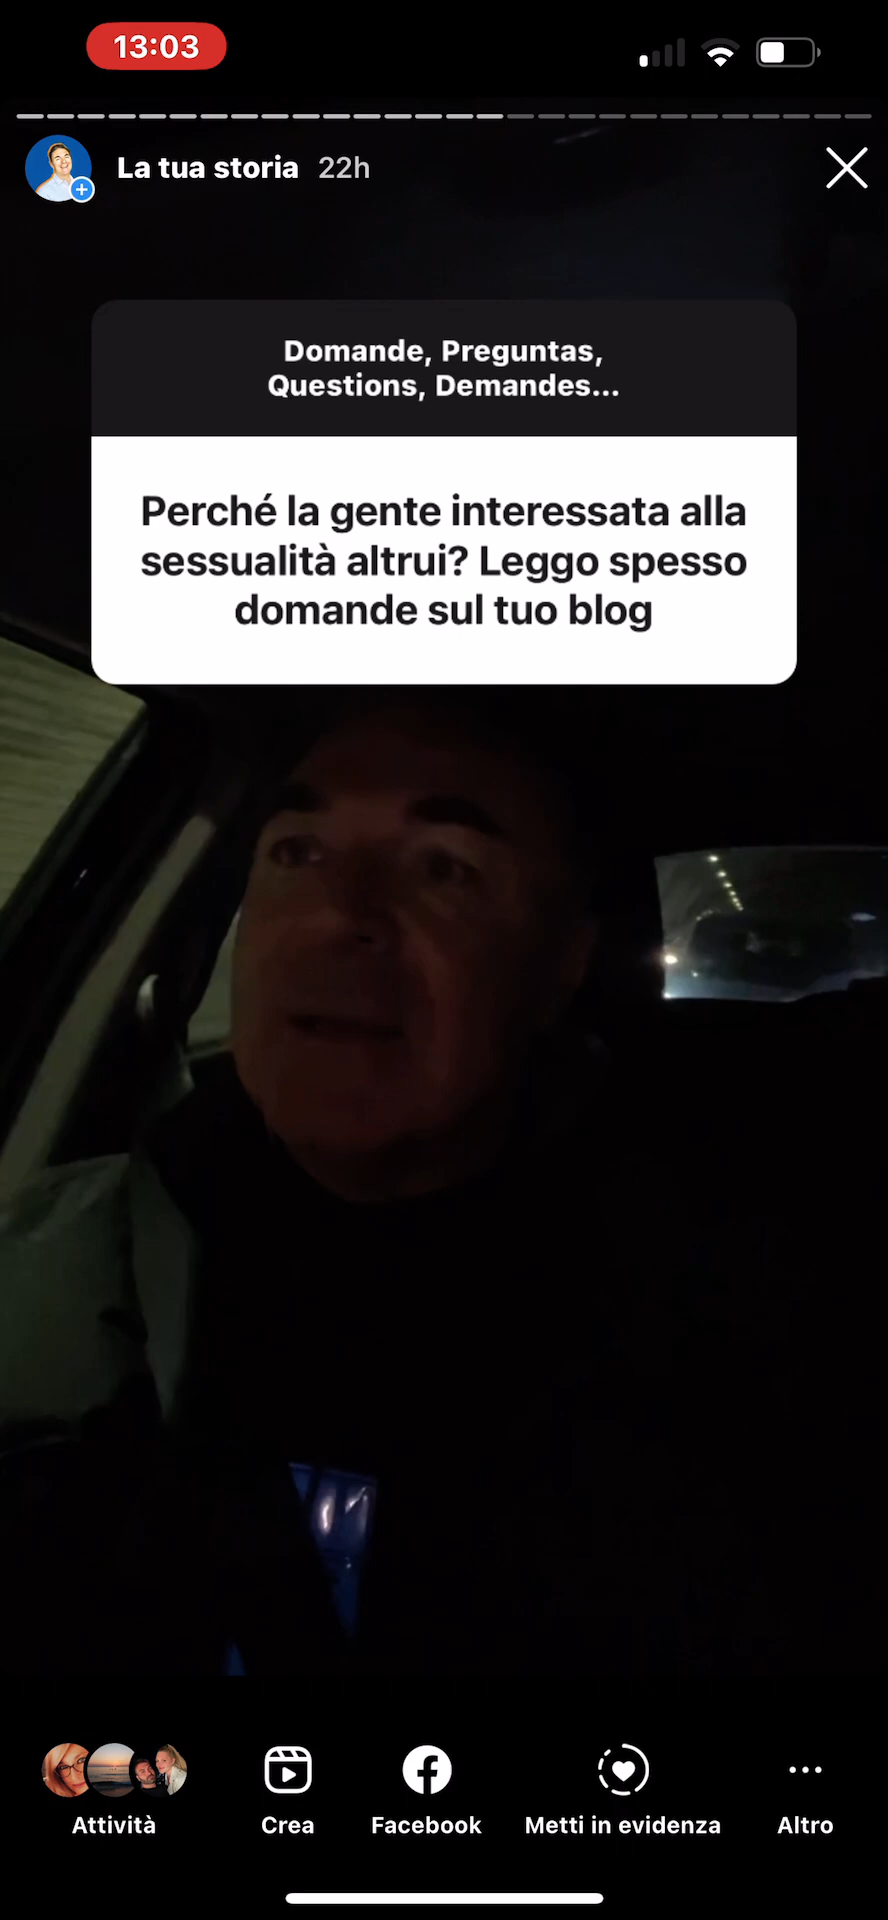 13:03
La tua storia 22h
Domande, Preguntas,
Questions, Demandes...
Perché la gente interessata alla
sessualità altrui? Leggo spesso
domande sul tuo blog
Attività
Crea
Facebook
Metti in evidenza
Altro